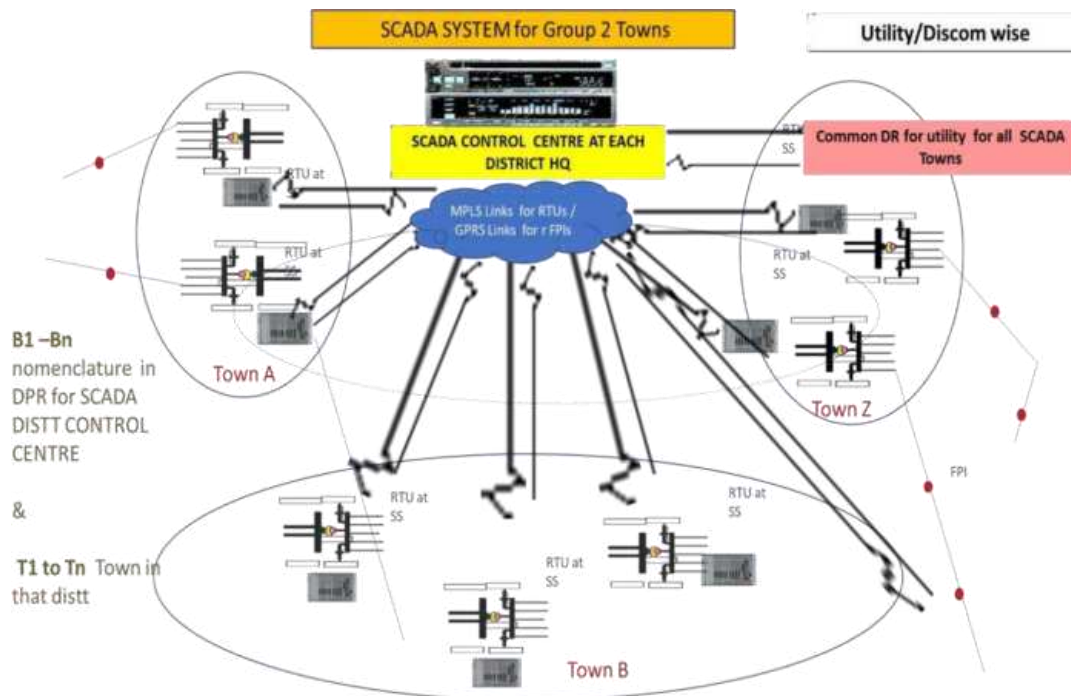 SCADA SYSTEM for Group 2 Towns
Utility/Discom wise
SCADA CONTROL CENTRE AT EACH
DISTRICT HQ
Common DR for utility for all SCADA
Towns
RTU at
SS
SS
MPLS Links for RTUs /
GPRS Links for r FPIs
RTU at
SS
RTU at
SS
Town A
Town Z
B1 –Bn
nomenclature in
DPR for SCADA
DISTT CONTROL
CENTRE
&
T1 to Tn Town in
that distt
RTU at
SS
RTU at
SS
RTU at
SS
FPI
Town B